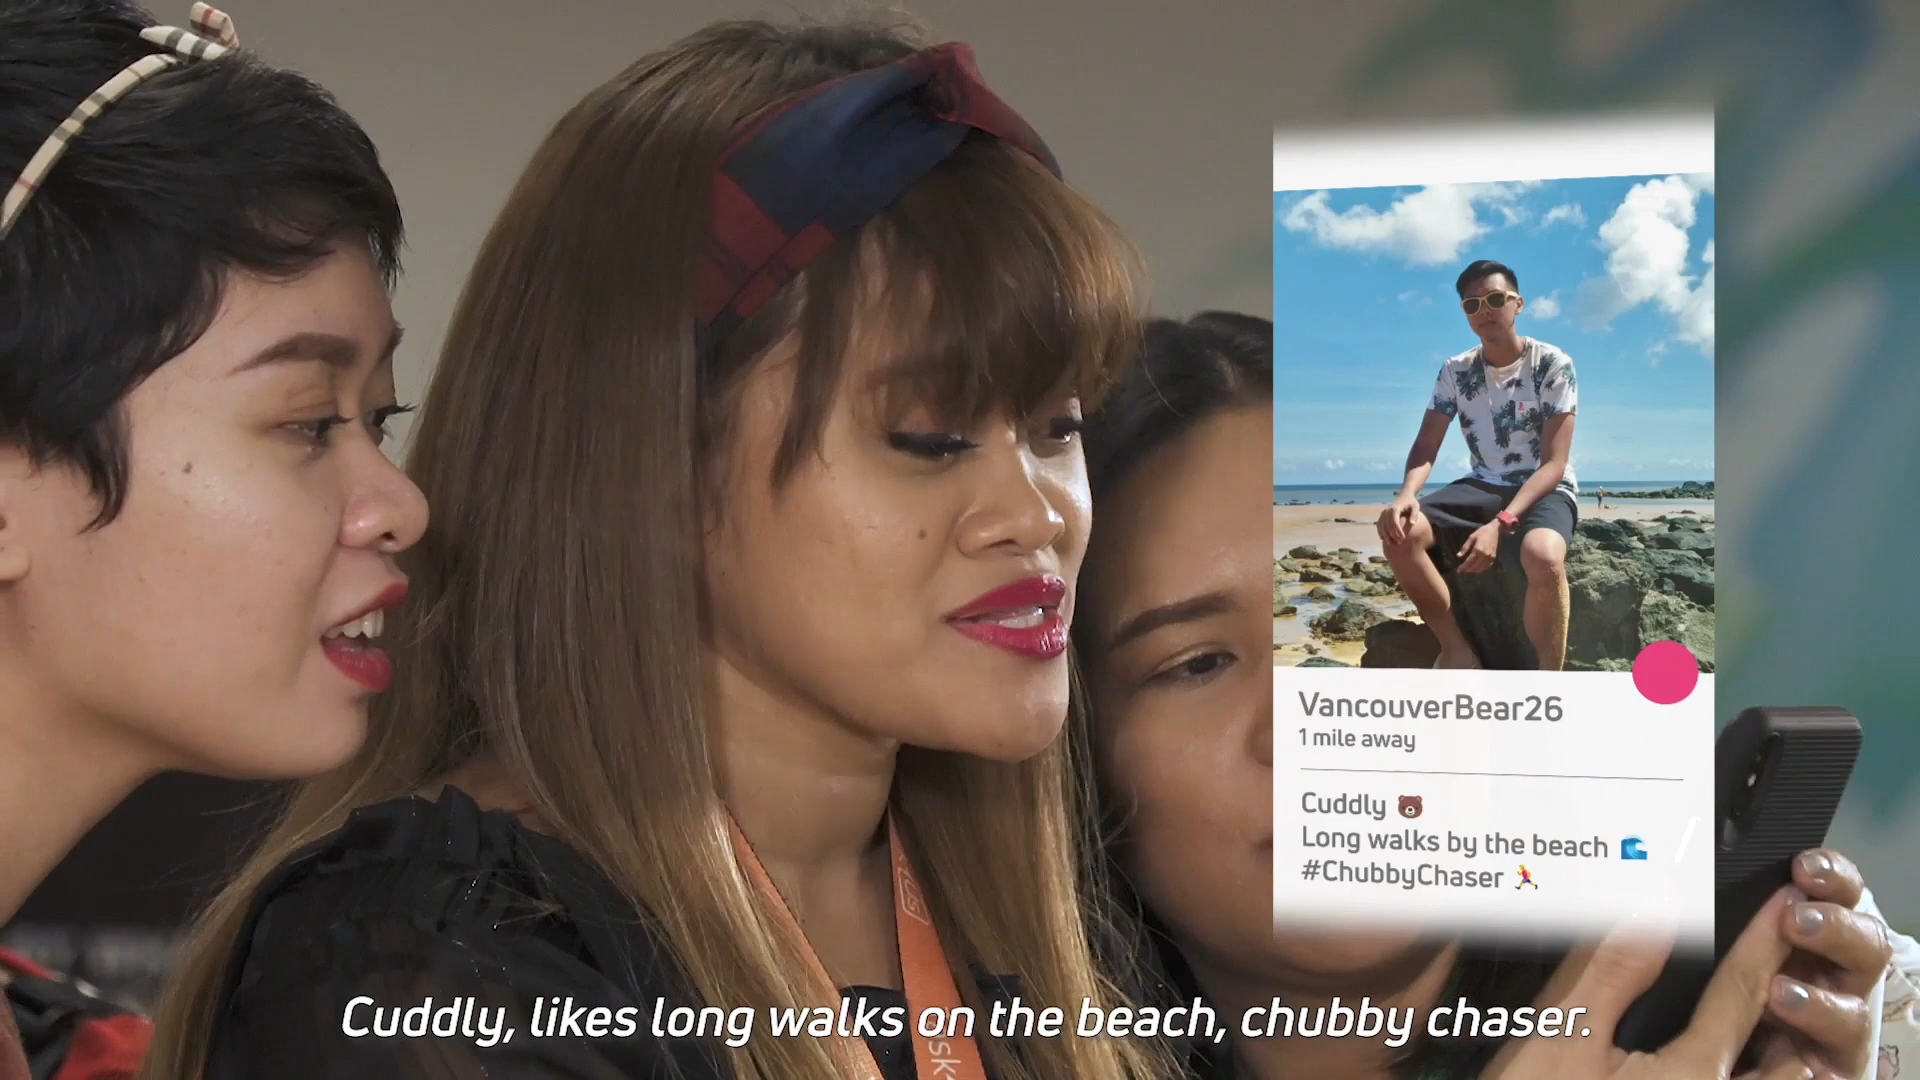 VancouverBear26
1 mile away
Cuddly 🐻
Long walks by the beach 🌊
#ChubbyChaser 🏃
Cuddly, likes long walks on the beach, chubby chaser.